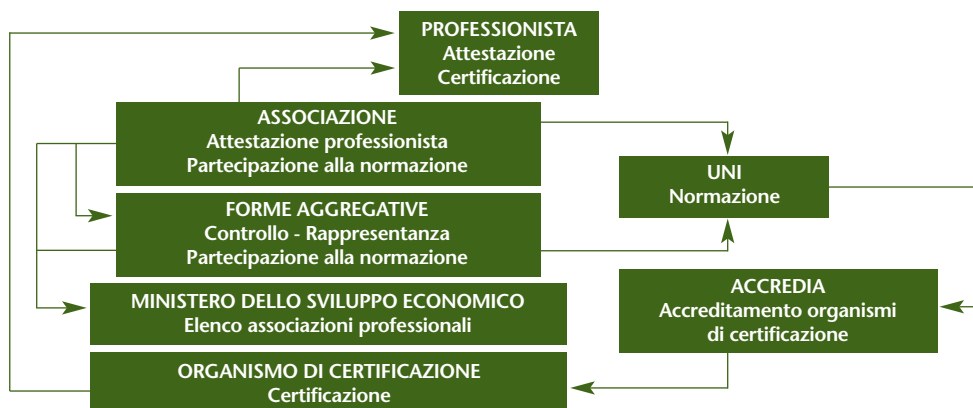 PROFESSIONISTA
Attestazione
Certificazione
ASSOCIAZIONE
Attestazione professionista
Partecipazione alla normazione
UNI
Normazione
FORME AGGREGATIVE
Controllo - Rappresentanza
Partecipazione alla normazione
MINISTERO DELLO SVILUPPO ECONOMICO
Elenco associazioni professionali
ACCREDIA
Accreditamento organismi
di certificazione
ORGANISMO DI CERTIFICAZIONE
Certificazione